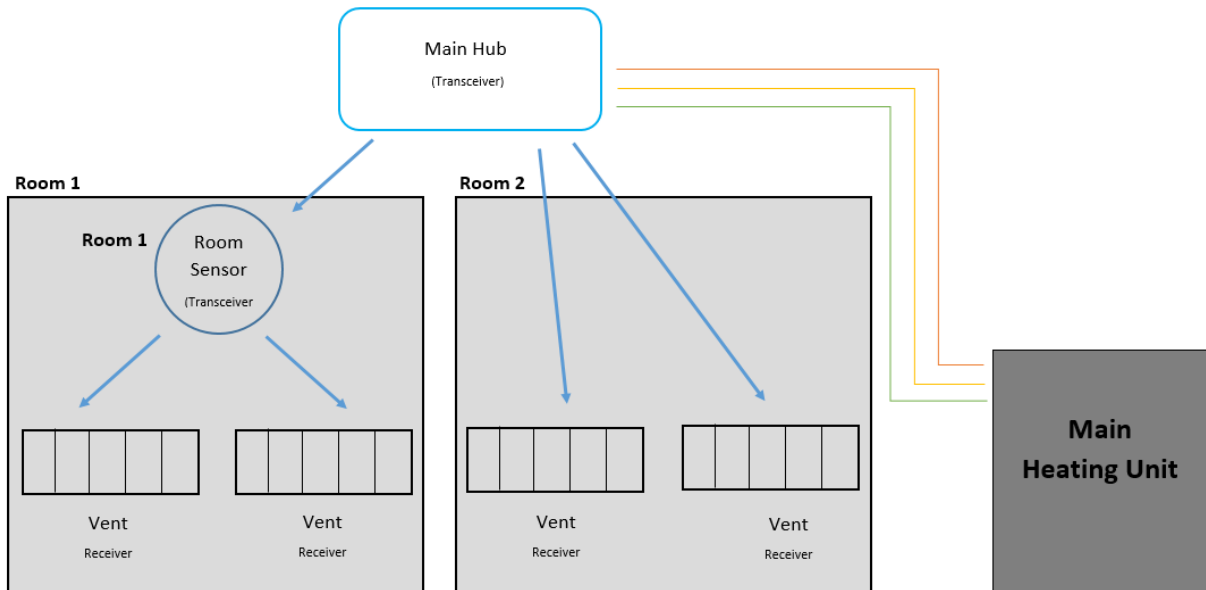 Main Hub
(Transceiver)
Room 1
Room 2
Room 1
Room
Sensor
(Transceiver
Main
Heating Unit
Vent
Receiver
Vent
Receiver
Vent
Receiver
Vent
Receiver